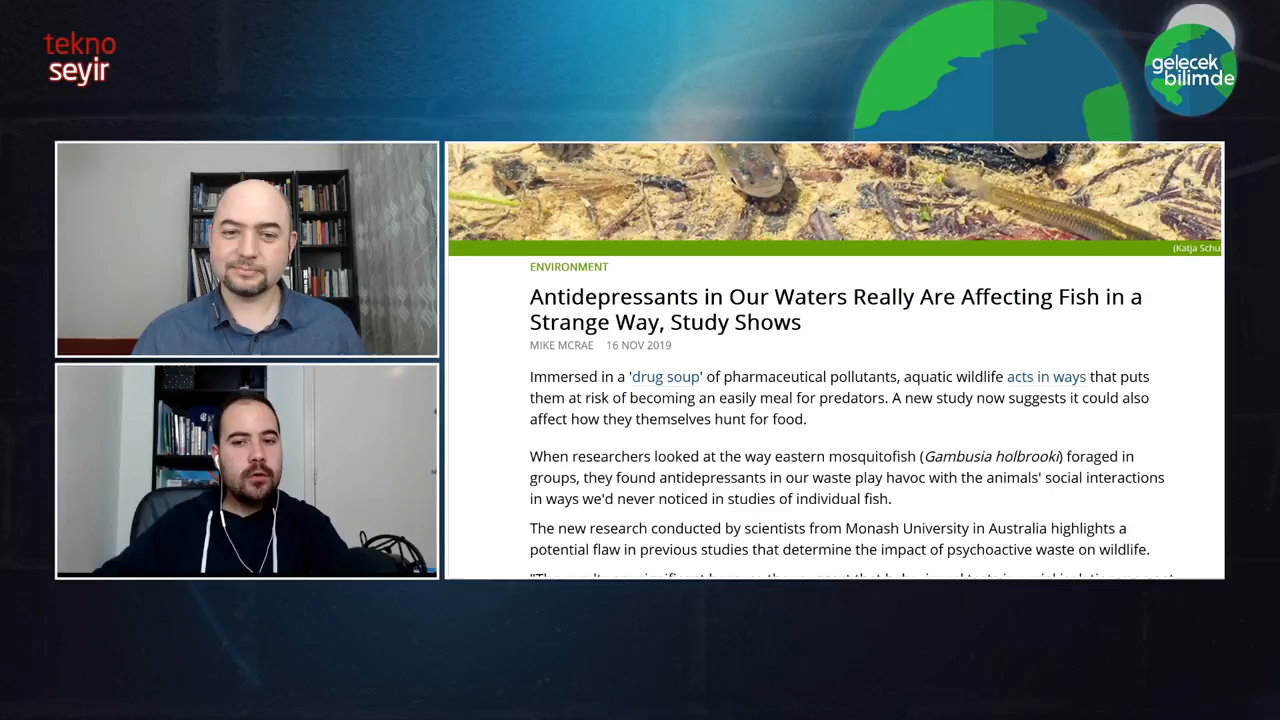 tekno
seyir
gelecek
bilimde
(Katja Schu
ENVIRONMENT
Antidepressants in Our Waters Really Are Affecting Fish in a
Strange Way, Study Shows
MIKE MCRAE 16 NOV 2019
Immersed in a 'drug soup' of pharmaceutical pollutants, aquatic wildlife acts in ways that puts
them at risk of becoming an easily meal for predators. A new study now suggests it could also
affect how they themselves hunt for food.
When researchers looked at the way eastern mosquitofish (Gambusia holbrooki) foraged in
groups, they found antidepressants in our waste play havoc with the animals' social interactions
in ways we'd never noticed in studies of individual fish.
The new research conducted by scientists from Monash University in Australia highlights a
potential flaw in previous studies that determine the impact of psychoactive waste on wildlife.